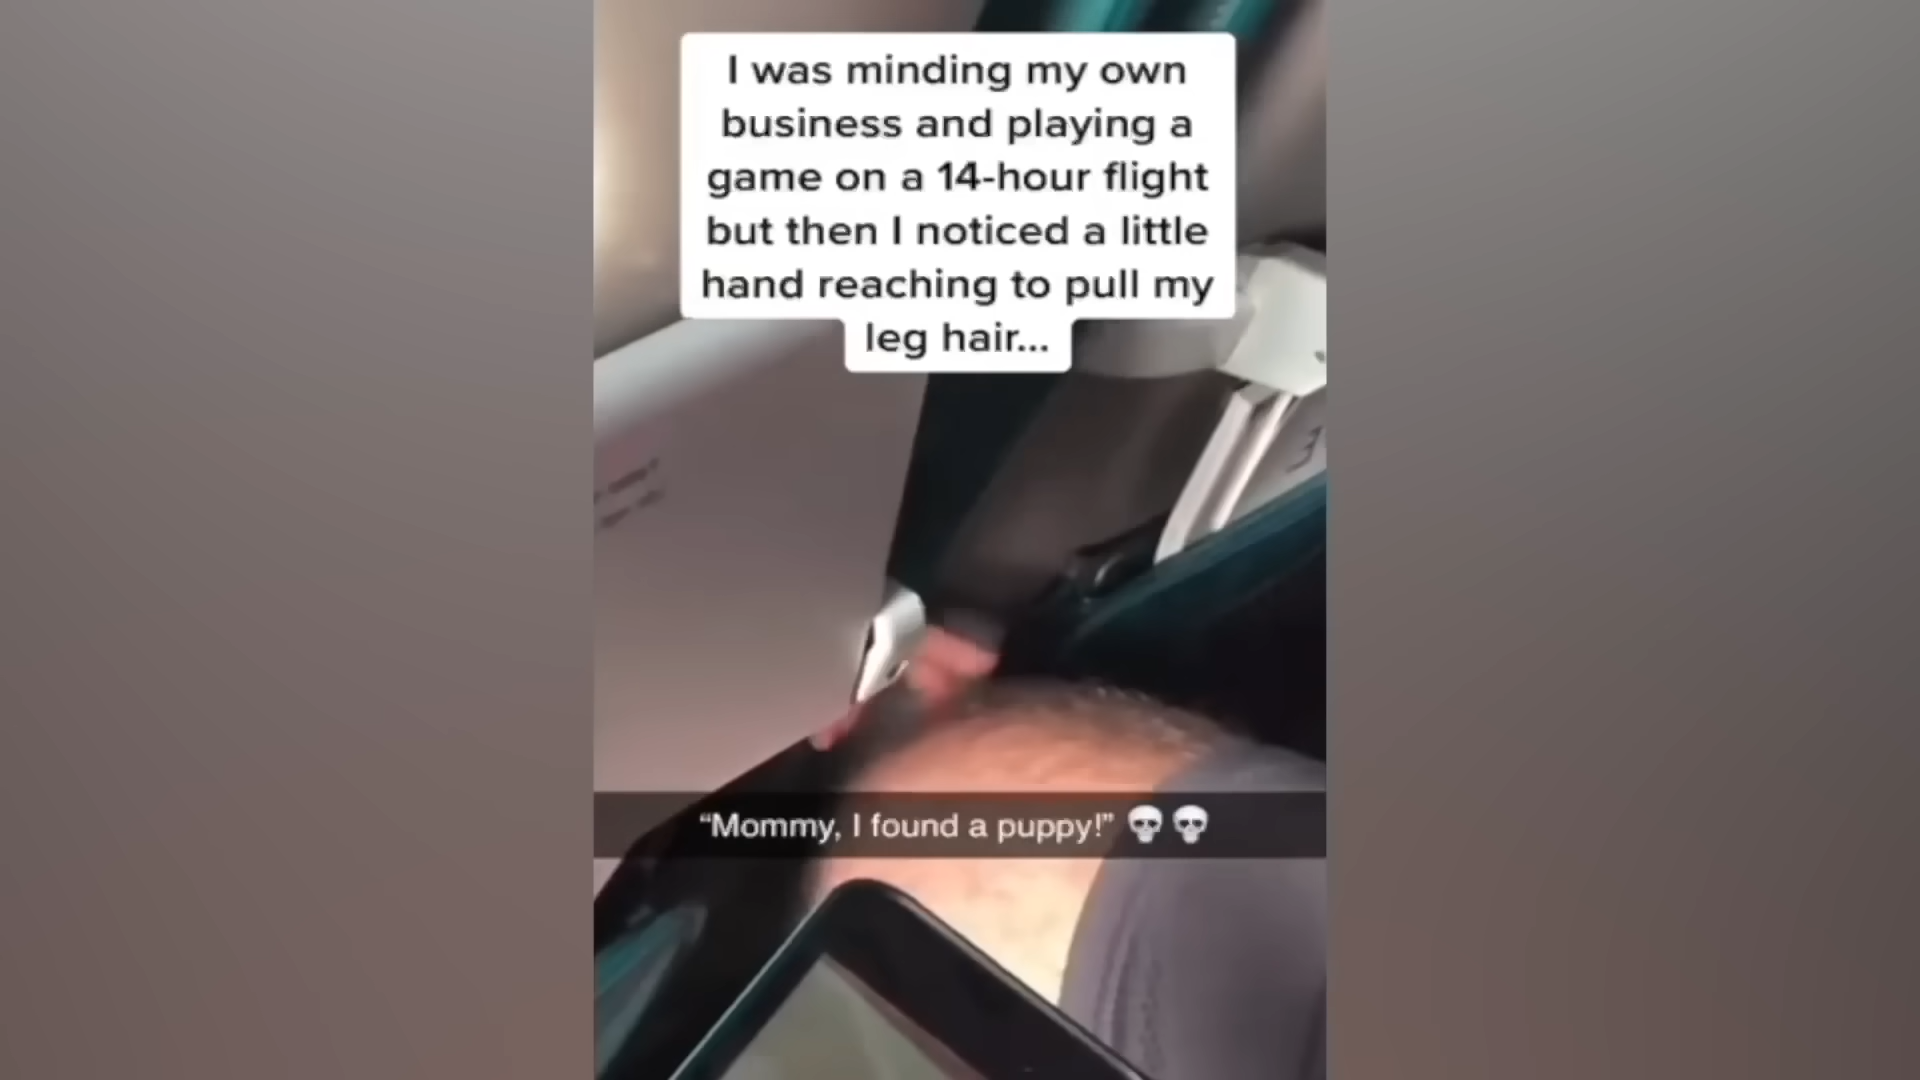 I was minding my own
business and playing a
game on a 14-hour flight
but then I noticed a little
hand reaching to pull my
leg hair...
“Mommy, I found a puppy!” 💀💀